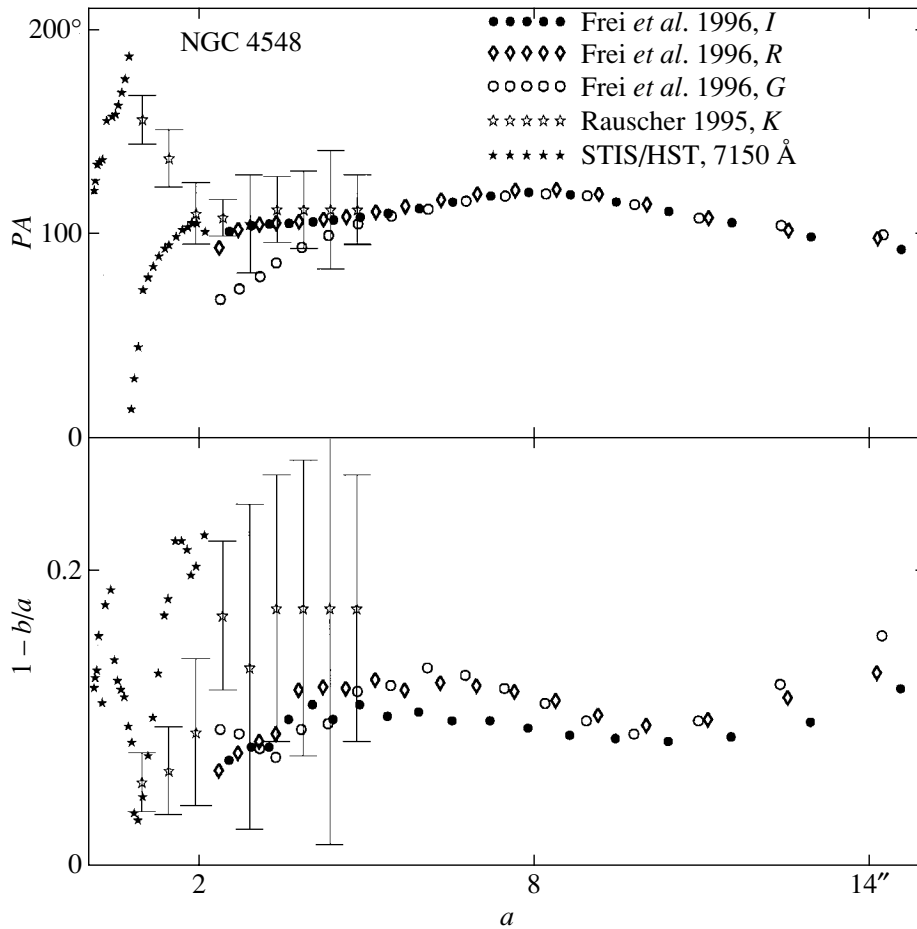 200°
NGC 4548
Frei et al. 1996, I
Frei et al. 1996, R
Frei et al. 1996, G
Rauscher 1995, K
STIS/HST, 7150 Å
PA
100
0
1 – b/a
0.2
0
2
8
14″
a